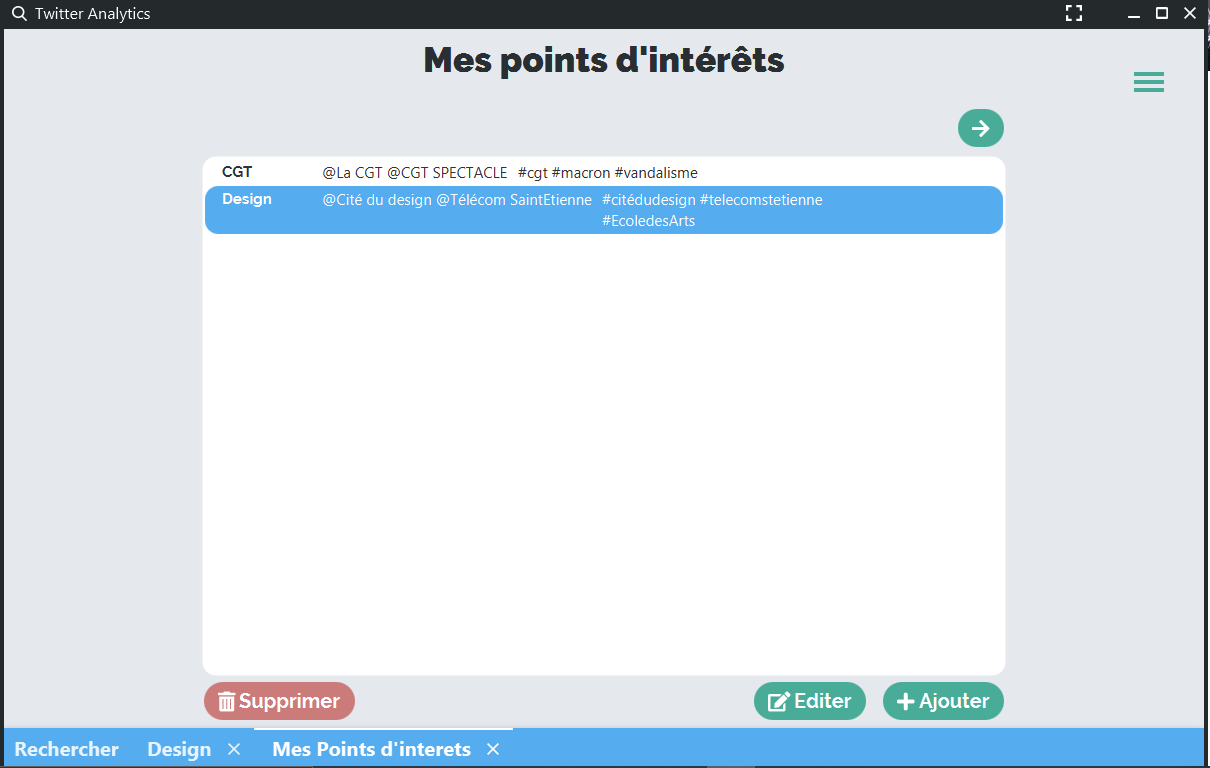 Twitter Analytics
Mes points d'intérêts
CGT @La CGT @CGT SPECTACLE #cgt #macron #vandalisme
Design @Cité du design @Télécom SaintEtienne #citédudesign #telecomstetienne
#EcoledesArts
Supprimer Editer Ajouter
Rechercher Design Mes Points d'interets